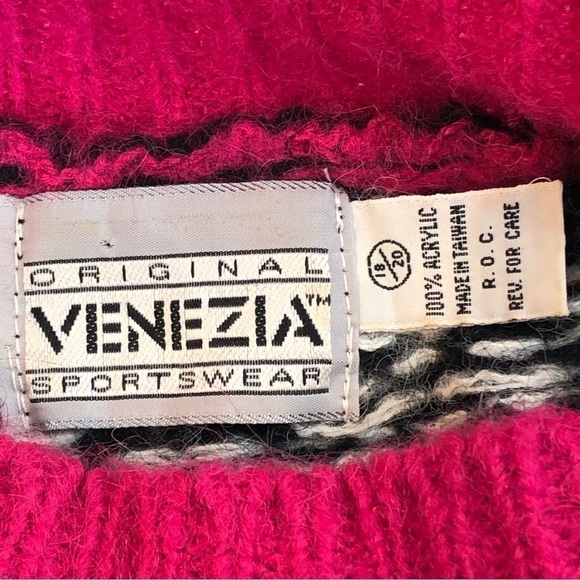 ORIGINAL
VENEZIA™
SPORTSWEAR
18/20
100% ACRYLIC
MADE IN TAIWAN
R. O. C.
REV. FOR CARE